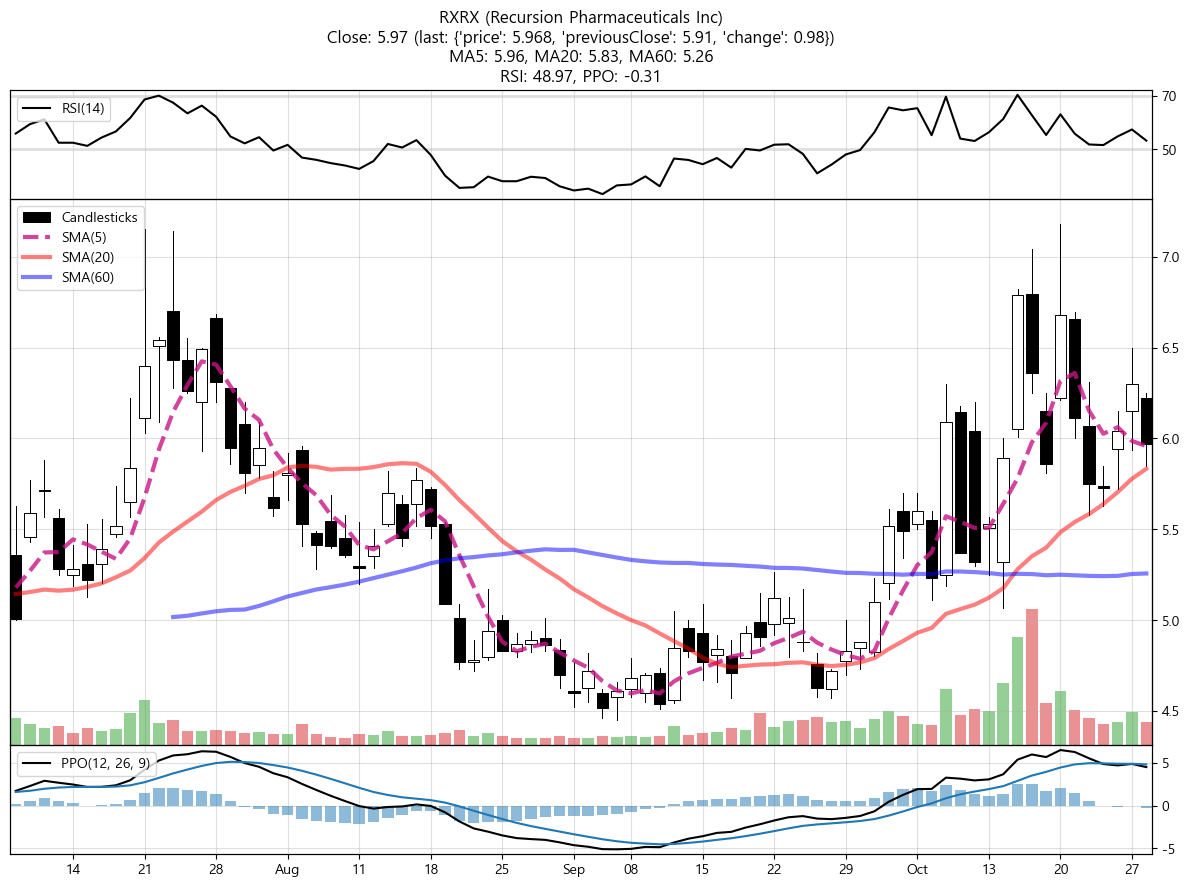 RXRX (Recursion Pharmaceuticals Inc)
Close: 5.97 (last: {'price': 5.968, 'previousClose': 5.91, 'change': 0.98})
MA5: 5.96, MA20: 5.83, MA60: 5.26
RSI: 48.97, PPO: -0.31
RSI(14)
70
50
Candlesticks
SMA(5)
SMA(20)
SMA(60)
7.0
6.5
6.0
5.5
5.0
4.5
PPO(12, 26, 9)
5
0
-5
14 21 28 Aug 11 18 25 Sep 08 15 22 29 Oct 13 20 27